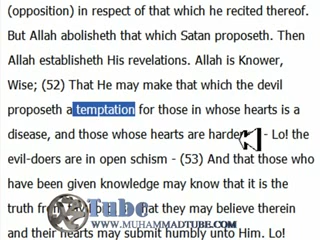 (opposition) in respect of that which he recited thereof.
But Allah abolisheth that which Satan proposeth. Then
Allah establisheth His revelations. Allah is Knower,
Wise; (52) That He may make that which the devil
proposeth a temptation for those in whose hearts is a
disease, and those whose hearts are - Lo! the
evil-doers are in open schism - (53) And that those who
have been given knowledge may know that it is the
truth that they may believe therein
and their hearts may submit humbly unto Him. Lo!
Tube
WWW.MUHAMMADTUBE.COM